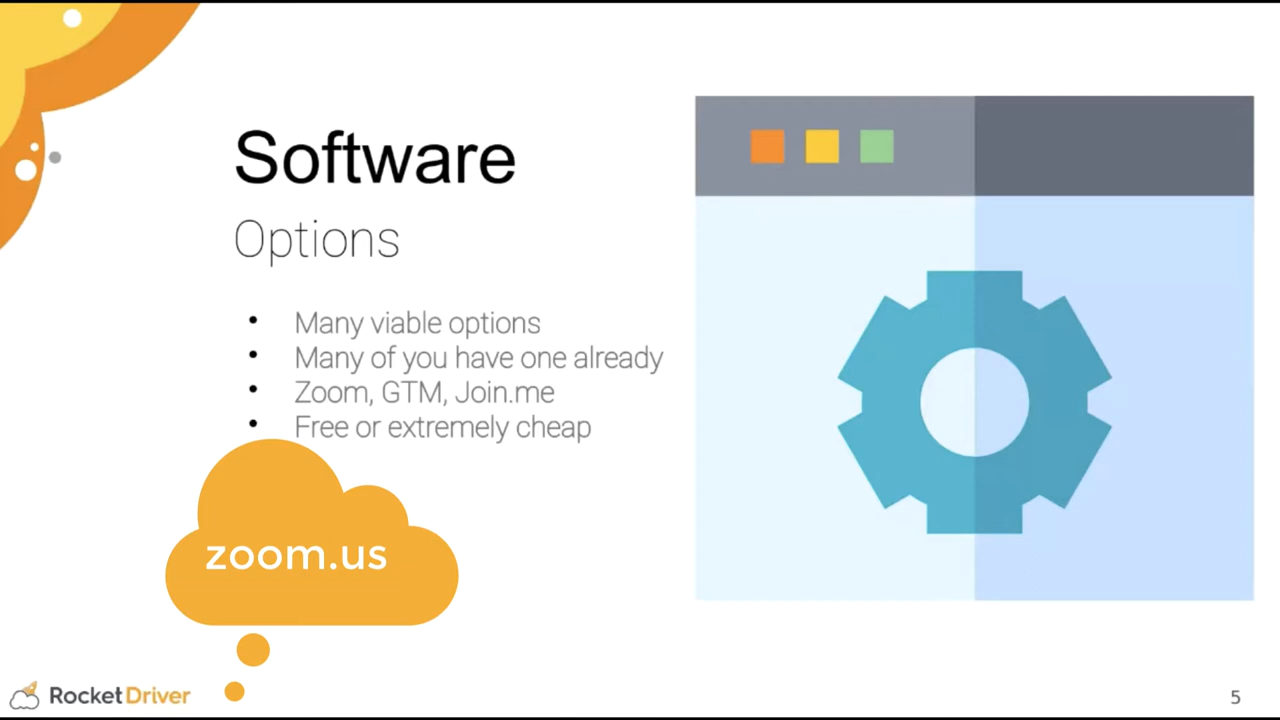 Software
Options
• Many viable options
• Many of you have one already
• Zoom, GTM, Join.me
• Free or extremely cheap
zoom.us
RocketDriver
5